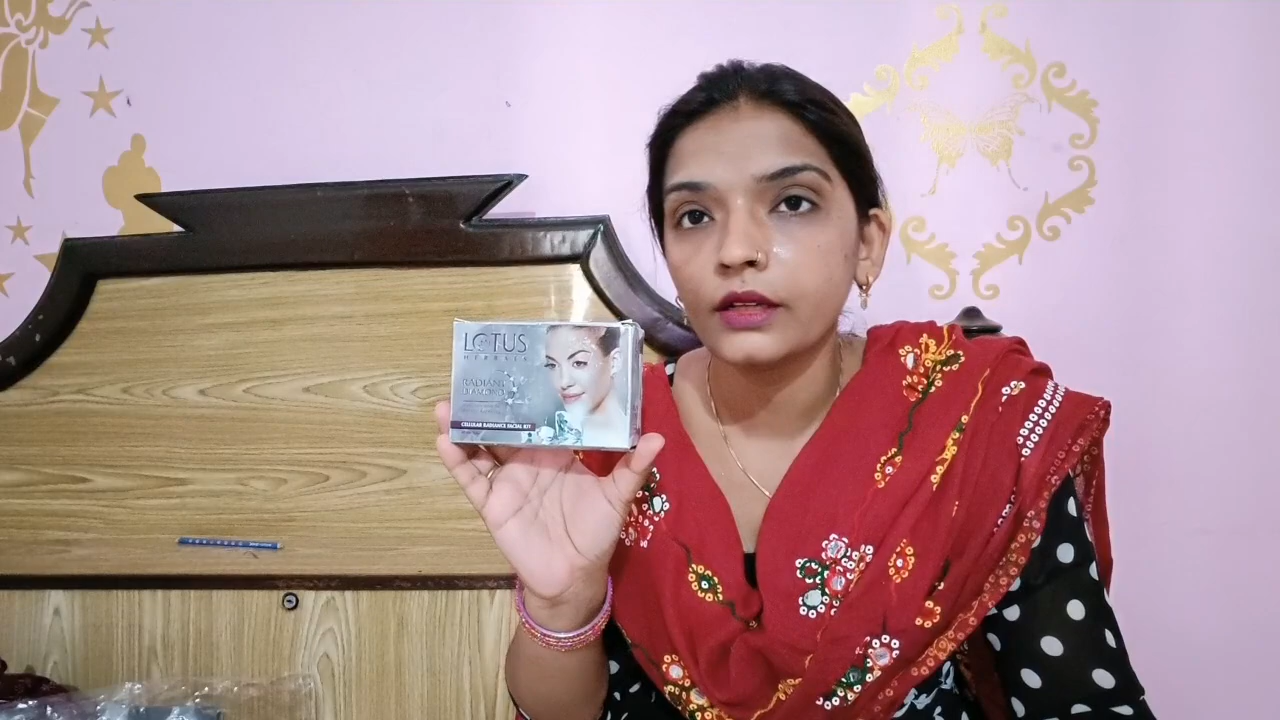 LOTUS
HERBALS
RADIANT
DIAMOND
CELLULAR RADIANCE FACIAL KIT